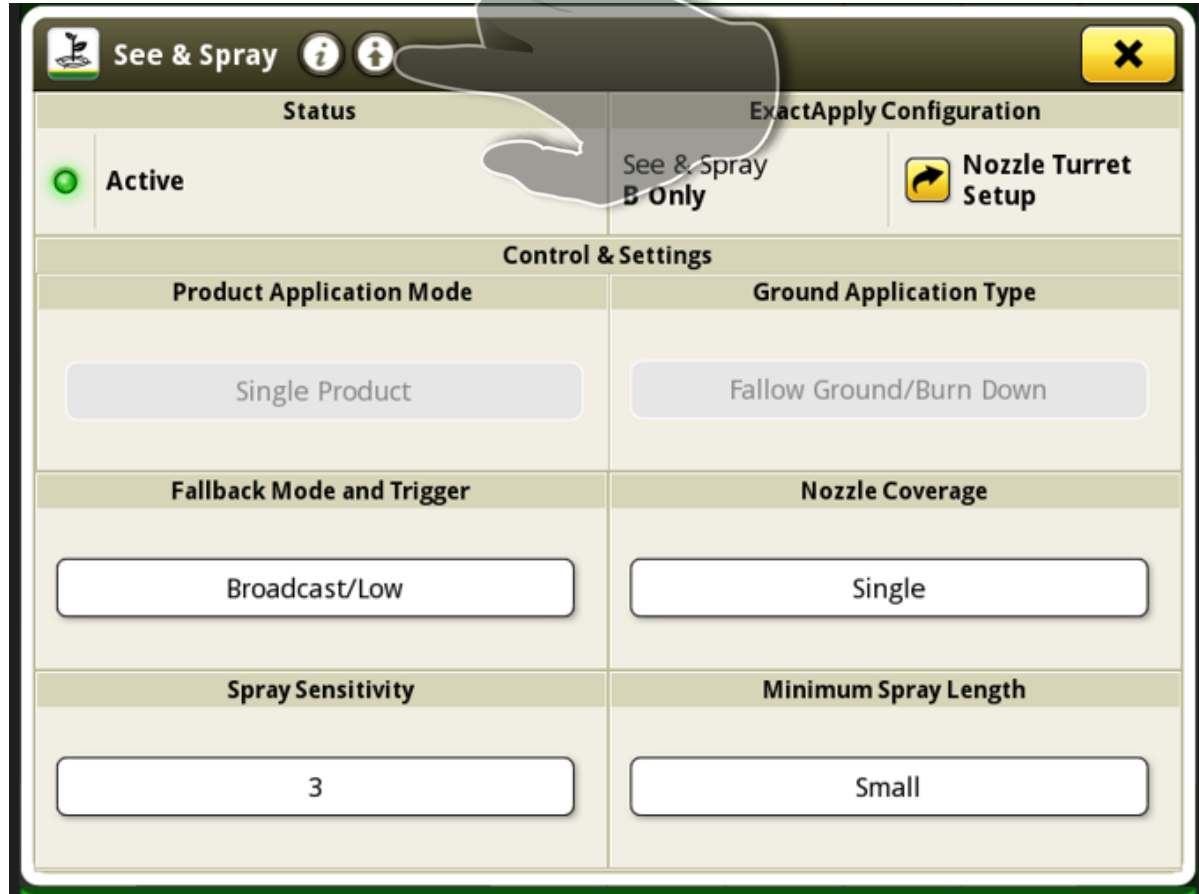 See & Spray
Status
ExactApply Configuration
Active
See & Spray
B Only
Nozzle Turret
Setup
Control & Settings
Product Application Mode
Ground Application Type
Single Product
Fallow Ground/Burn Down
Fallback Mode and Trigger
Nozzle Coverage
Broadcast/Low
Single
Spray Sensitivity
Minimum Spray Length
3
Small